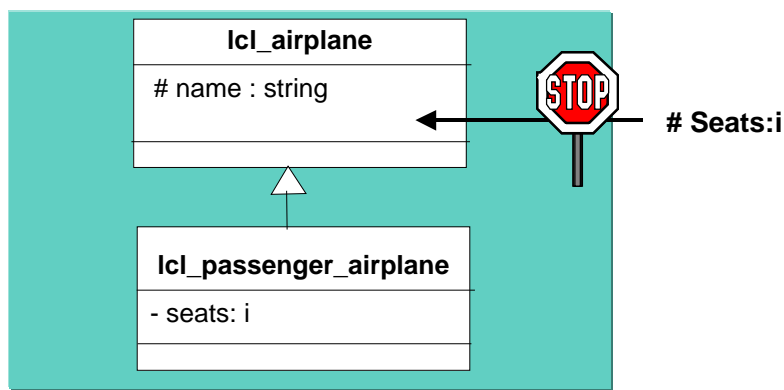 lcl_airplane
# name : string
STOP
# Seats:i
lcl_passenger_airplane
- seats: i